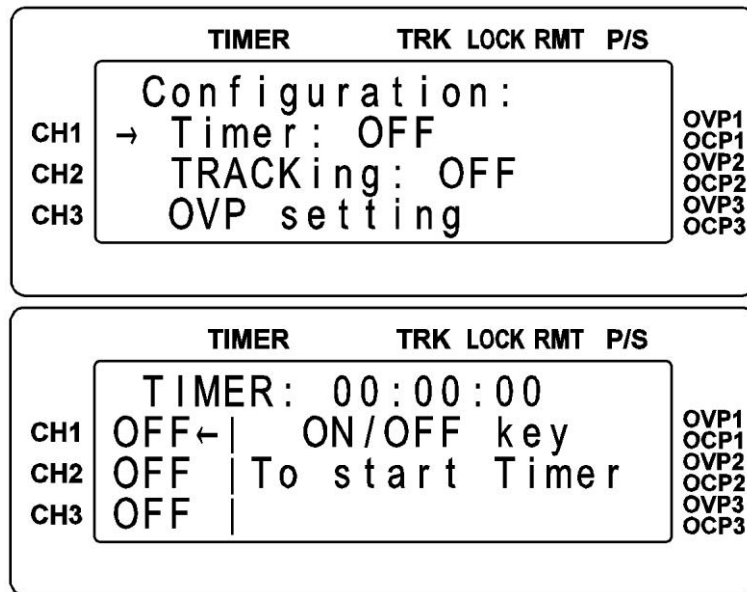 TIMER TRK LOCK RMT P/S
Configuration:
CH1 → Timer: OFF OVP1 OCP1
CH2 TRACKing: OFF OVP2 OCP2
CH3 OVP setting OVP3 OCP3
TIMER TRK LOCK RMT P/S
TIMER: 00:00:00
CH1 OFF←| ON/OFF key OVP1 OCP1
CH2 OFF |To start Timer OVP2 OCP2
CH3 OFF | OVP3 OCP3